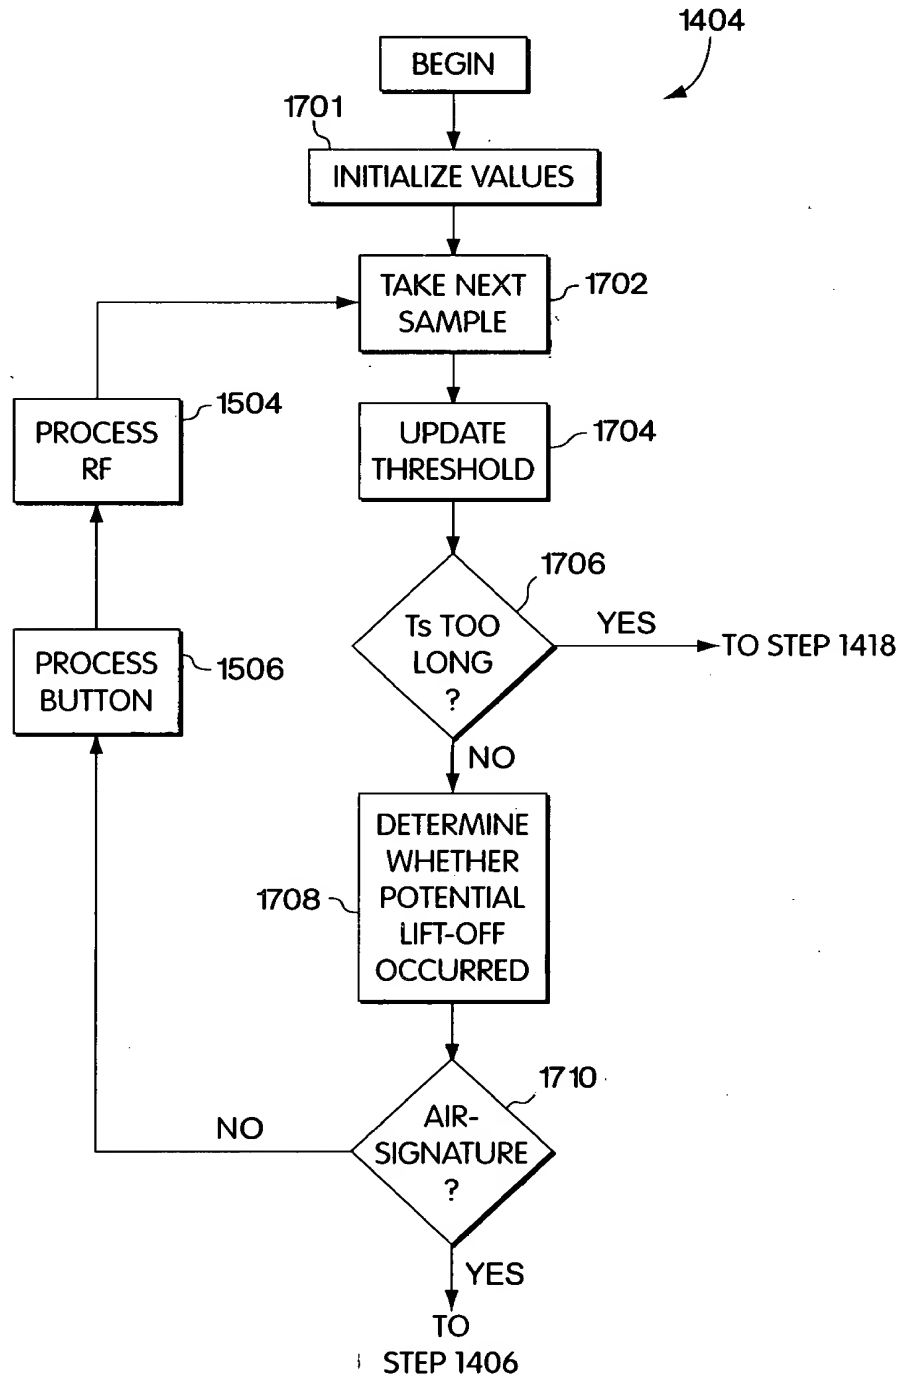 1404
BEGIN
1701
INITIALIZE VALUES
TAKE NEXT
SAMPLE
1702
1504
PROCESS
RF
UPDATE
THRESHOLD
1704
1706
Ts TOO
LONG
?
YES
TO STEP 1418
PROCESS
BUTTON
1506
NO
DETERMINE
WHETHER
POTENTIAL
LIFT-OFF
OCCURRED
1708
1710
AIR-
SIGNATURE
?
NO
YES
TO
STEP 1406